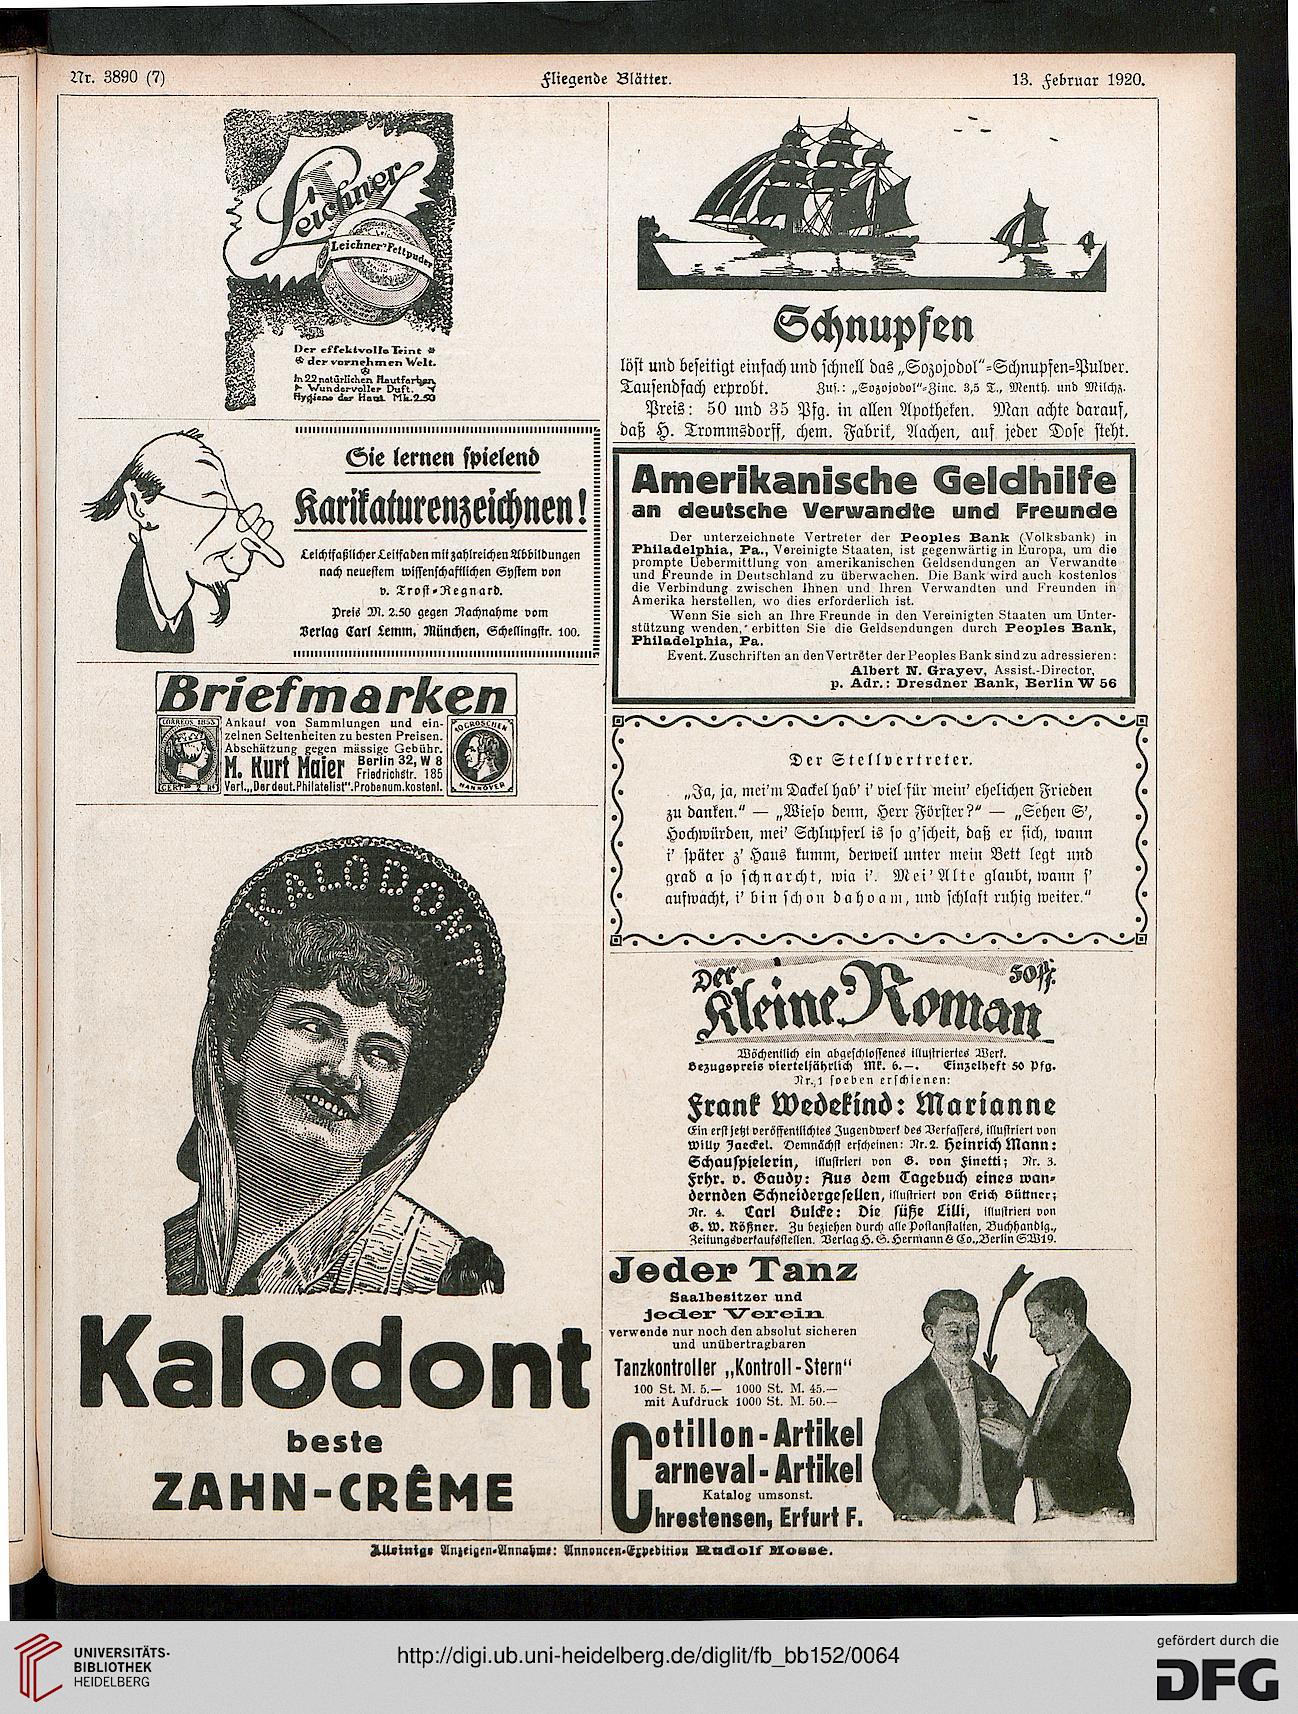 Nr. 3890 (7)
Fliegende Blätter.
13. Februar 1920.
Leichner
Leichner-Fettpuder
Der effektvolle Teint
der vornehmen Welt.
In 22 natürlichen Hautfarben
Wundervoller Duft.
Hygiene der Haut. Mk. 2.50
Sie lernen spielend
Karikaturenzeichnen!
Leichtfaßlicher Leitfaden mit zahlreichen Abbildungen
nach neuestem wissenschaftlichen System von
v. Trost-Regnard.
Preis M. 2.50 gegen Nachnahme vom
Verlag Carl Lemm, München, Schellingstr. 100.
Briefmarken
CORREOS 1853
CERT° 2 Rs
Ankauf von Sammlungen und ein-
zelnen Seltenheiten zu besten Preisen.
Abschätzung gegen mässige Gebühr.
M. Kurt Maier Berlin 32, W 8
Friedrichstr. 185
Verl. „Der deut. Philatelist“. Probenum. kostenl.
10 GROSCHEN
HANNOVER
KALODONT
Kalodont
beste
ZAHN-CRÊME
Schnupfen
löst und beseitigt einfach und schnell das „Sozojodol“-Schnupfen-Pulver.
Tausendfach erprobt. Zus.: „Sozojodol“-Zinc. 3,5 T., Menth. und Milchz.
Preis: 50 und 35 Pfg. in allen Apotheken. Man achte darauf,
daß H. Trommsdorff, chem. Fabrik, Aachen, auf jeder Dose steht.
Amerikanische Geldhilfe
an deutsche Verwandte und Freunde
Der unterzeichnete Vertreter der Peoples Bank (Volksbank) in
Philadelphia, Pa., Vereinigte Staaten, ist gegenwärtig in Europa, um die
prompte Uebermittlung von amerikanischen Geldsendungen an Verwandte
und Freunde in Deutschland zu überwachen. Die Bank wird auch kostenlos
die Verbindung zwischen Ihnen und Ihren Verwandten und Freunden in
Amerika herstellen, wo dies erforderlich ist.
Wenn Sie sich an Ihre Freunde in den Vereinigten Staaten um Unter-
stützung wenden, erbitten Sie die Geldsendungen durch Peoples Bank,
Philadelphia, Pa.
Event. Zuschriften an den Vertreter der Peoples Bank sind zu adressieren:
Albert N. Grayev, Assist.-Director,
p. Adr.: Dresdner Bank, Berlin W 56
Der Stellvertreter.
„Ja, ja, mei'm Dackel hab' i' viel für mein' ehelichen Frieden
zu danken.“ — „Wieso denn, Herr Förster?“ — „Sehen S',
Hochwürden, mei' Schlupferl is so g'scheit, daß er sich, wann
i' später z' Haus kumm, derweil unter mein Bett legt und
grad a so schnarcht, wia i'. Mei' Alte glaubt, wann s'
aufwacht, i' bin schon dahoam, und schlaft ruhig weiter.“
Der Kleine Roman
50 Pf.
Wöchentlich ein abgeschlossenes illustriertes Werk.
Bezugspreis vierteljährlich Mk. 6.—. Einzelheft 50 Pfg.
Nr. 1 soeben erschienen:
Frank Wedekind: Marianne
Ein erst jetzt veröffentlichtes Jugendwerk des Verfassers, illustriert von
Willy Jaeckel. Demnächst erscheinen: Nr. 2. Heinrich Mann:
Schauspielerin, illustriert von G. von Finetti; Nr. 3.
Frhr. v. Gaudy: Aus dem Tagebuch eines wan-
dernden Schneidergesellen, illustriert von Erich Büttner;
Nr. 4. Carl Bulcke: Die süße Lilli, illustriert von
G. W. Rößner. Zu beziehen durch alle Postanstalten, Buchhandlg.,
Zeitungsverkaufsstellen. Verlag H. S. Hermann & Co., Berlin SW 19.
Jeder Tanz
Saalbesitzer und
jeder Verein
verwende nur noch den absolut sicheren
und unübertragbaren
Tanzkontroller „Kontroll-Stern“
100 St. M. 5.— 1000 St. M. 45.—
mit Aufdruck 1000 St. M. 50.—
Cotillon-Artikel
Carneval-Artikel
Katalog umsonst.
Chrestensen, Erfurt F.
Alleinige Anzeigen-Annahme: Annoncen-Expedition Rudolf Mosse.
UNIVERSITÄTS-
BIBLIOTHEK
HEIDELBERG
http://digi.ub.uni-heidelberg.de/diglit/fb_bb152/0064
gefördert durch die
DFG